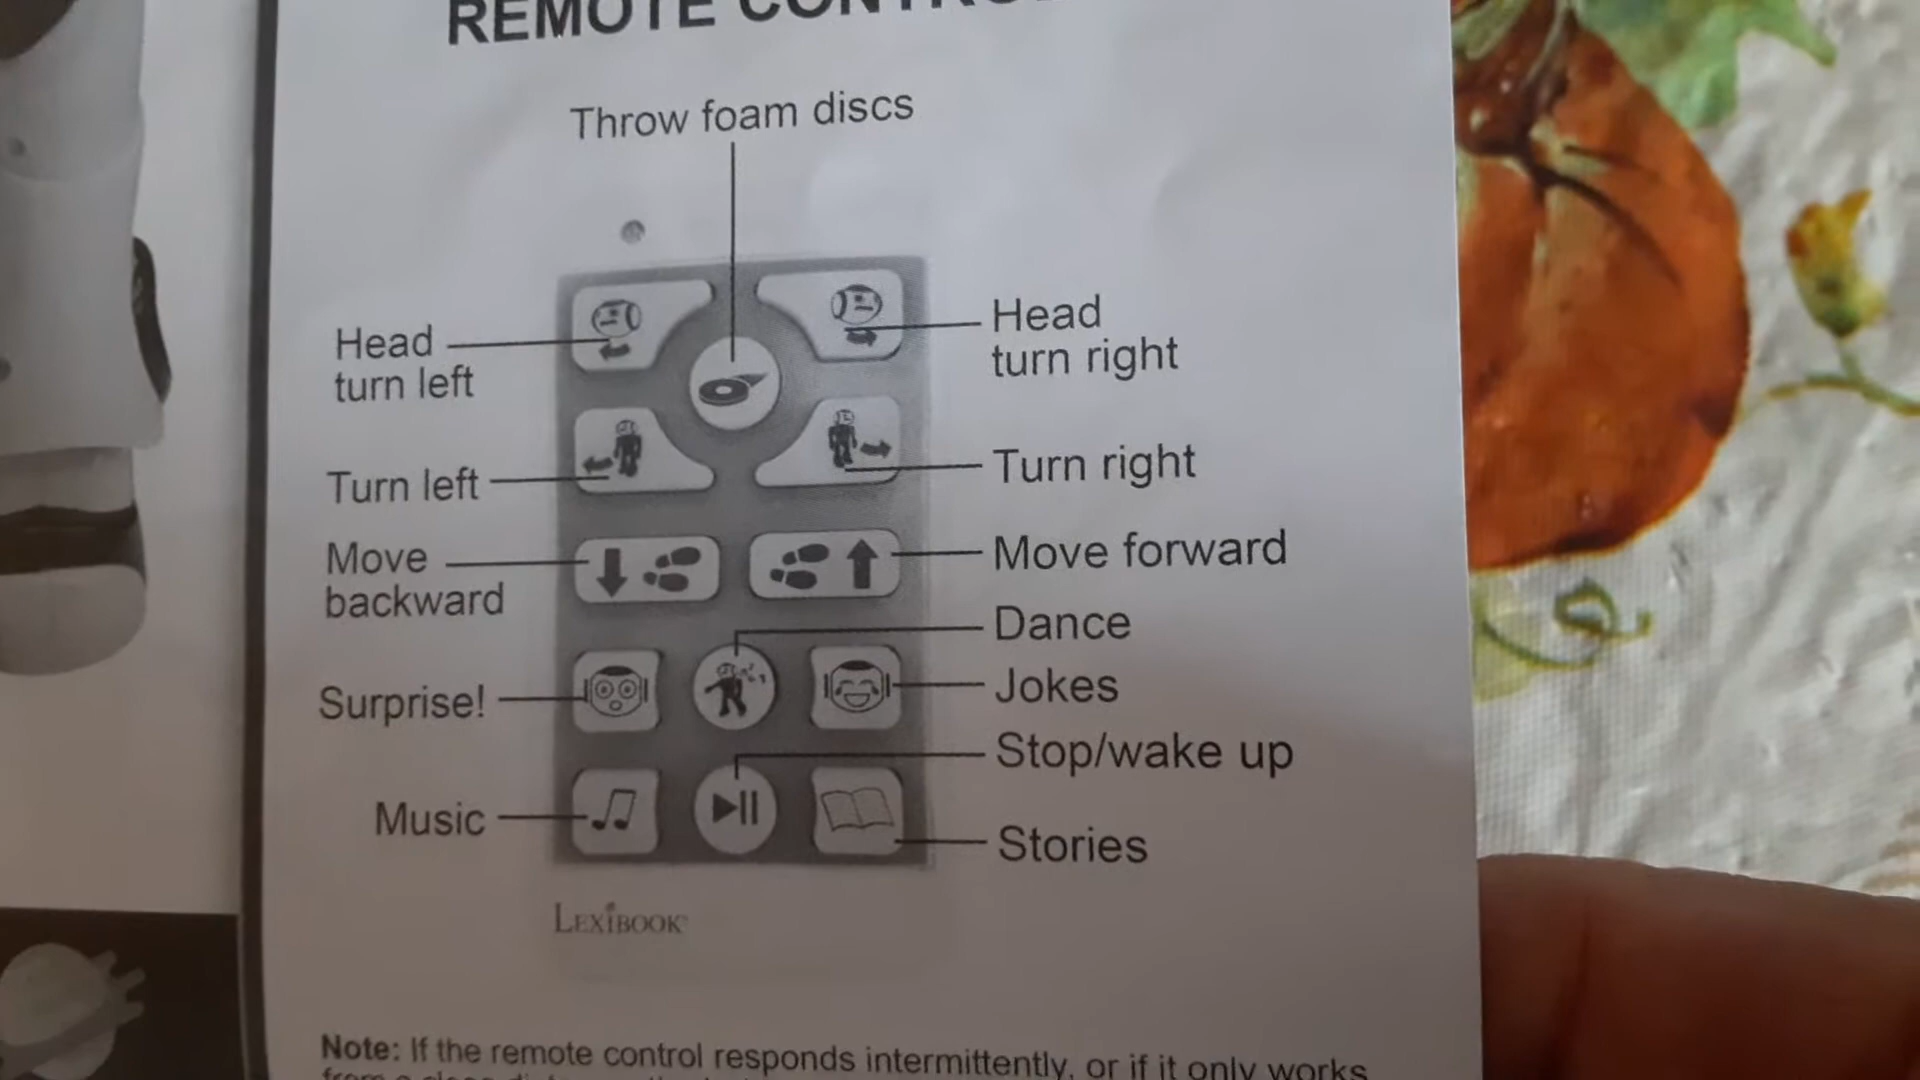 REMOTE CONTRO
Throw foam discs
Head
turn left
Head
turn right
Turn left
Turn right
Move
backward
Move forward
Dance
Surprise!
Jokes
Stop/wake up
Music
Stories
LEXIBOOK
Note: If the remote control responds intermittently, or if it only works